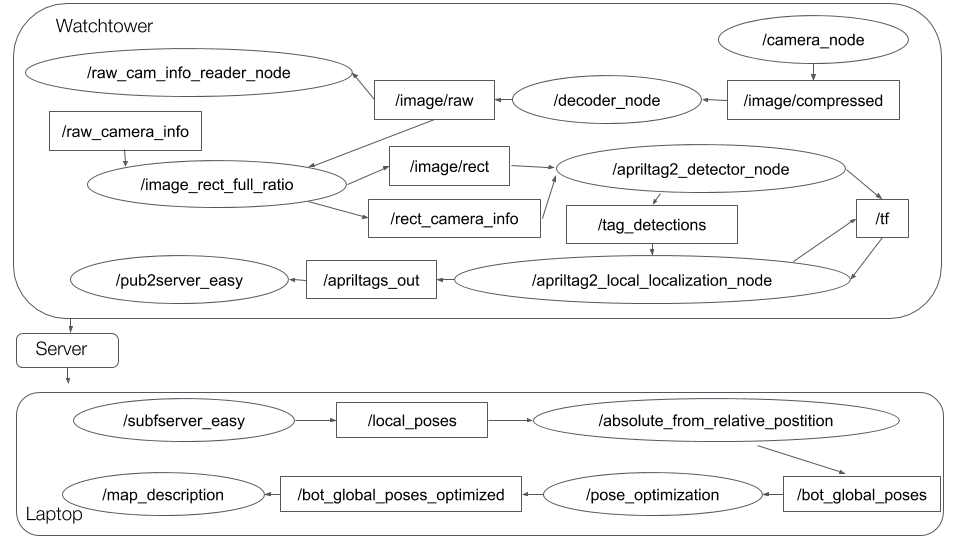 Watchtower
/camera_node
/raw_cam_info_reader_node
/image/raw
/decoder_node
/image/compressed
/raw_camera_info
/image_rect_full_ratio
/image/rect
/apriltag2_detector_node
/rect_camera_info
/tag_detections
/tf
/pub2server_easy
/apriltags_out
/apriltag2_local_localization_node
Server
/subfserver_easy
/local_poses
/absolute_from_relative_postition
/map_description
/bot_global_poses_optimized
/pose_optimization
/bot_global_poses
Laptop